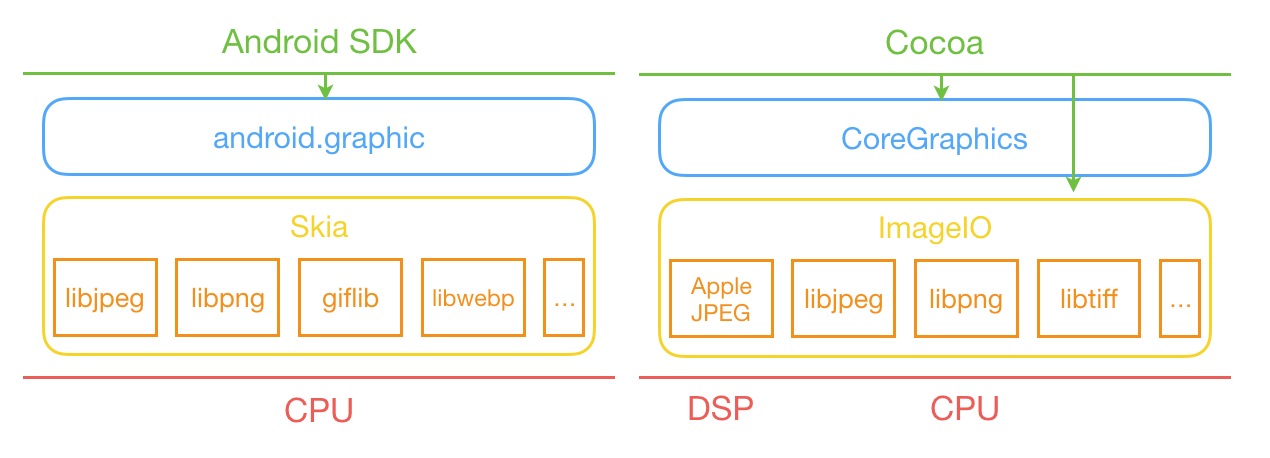 Android SDK
android.graphic
Skia
libjpeg
libpng
giflib
libwebp
...
CPU
Cocoa
CoreGraphics
ImageIO
Apple
JPEG
libjpeg
libpng
libtiff
...
DSP
CPU